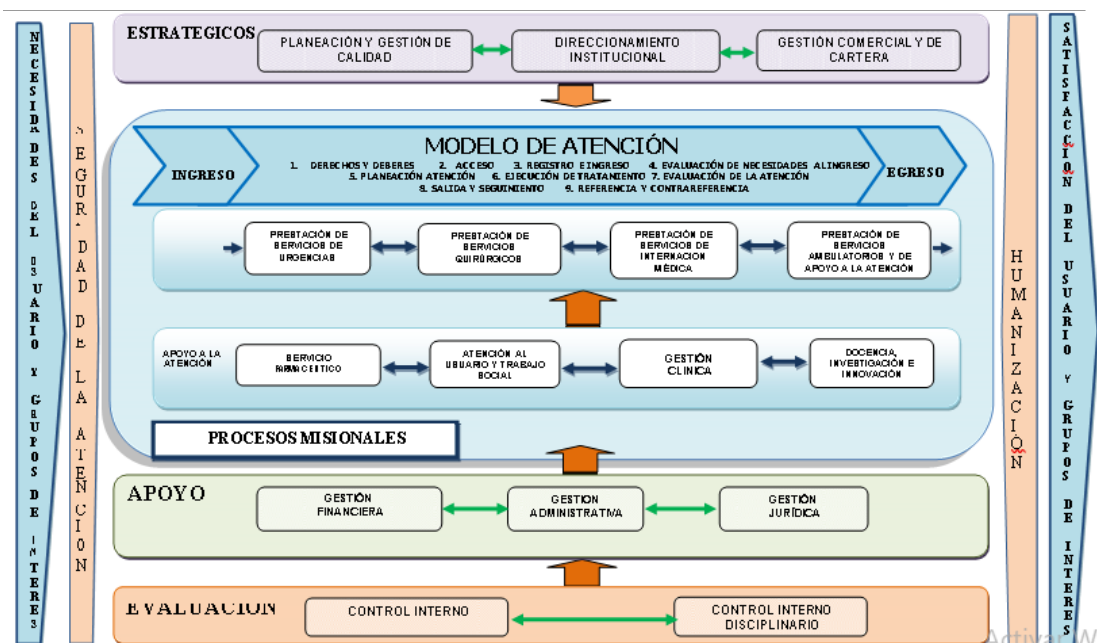 ESTRATEGICOS
PLANEACIÓN Y GESTIÓN DE
CALIDAD
DIRECCIONAMIENTO
INSTITUCIONAL
GESTIÓN COMERCIAL Y DE
CARTERA
MODELO DE ATENCIÓN
1. DERECHOS Y DEBERES 2. ACCESO 3. REGISTRO E INGRESO 4. EVALUACIÓN DE NECESIDADES AL INGRESO
5. PLANEACIÓN ATENCIÓN 6. EJECUCIÓN DE TRATAMIENTO 7. EVALUACIÓN DE LA ATENCIÓN
8. SALIDA Y SEGUIMIENTO 9. REFERENCIA Y CONTRAREFERENCIA
INGRESO
EGRESO
PRESTACIÓN DE
SERVICIOS DE
URGENCIAS
PRESTACIÓN DE
SERVICIOS
QUIRÚRGICOS
PRESTACIÓN DE
SERVICIOS DE
INTERNACION
MÉDICA
PRESTACIÓN DE
SERVICIOS
AMBULATORIOS Y DE
APOYO A LA ATENCIÓN
APOYO A LA
ATENCIÓN
SERVICIO
FARMACEUTICO
ATENCIÓN AL
USUARIO Y TRABAJO
SOCIAL
GESTIÓN
CLINICA
DOCENCIA,
INVESTIGACIÓN E
INNOVACIÓN
PROCESOS MISIONALES
APOYO
GESTIÓN
FINANCIERA
GESTION
ADMINISTRATIVA
GESTIÓN
JURÍDICA
EVALUACION
CONTROL INTERNO
CONTROL INTERNO
DISCIPLINARIO
NECESIDADES DEL USUARIO Y GRUPOS DE INTERES
SEGURIDAD DE LA ATENCION
HUMANIZACIÓN
SATISFACCIÓN DEL USUARIO Y GRUPOS DE INTERES
Activar W